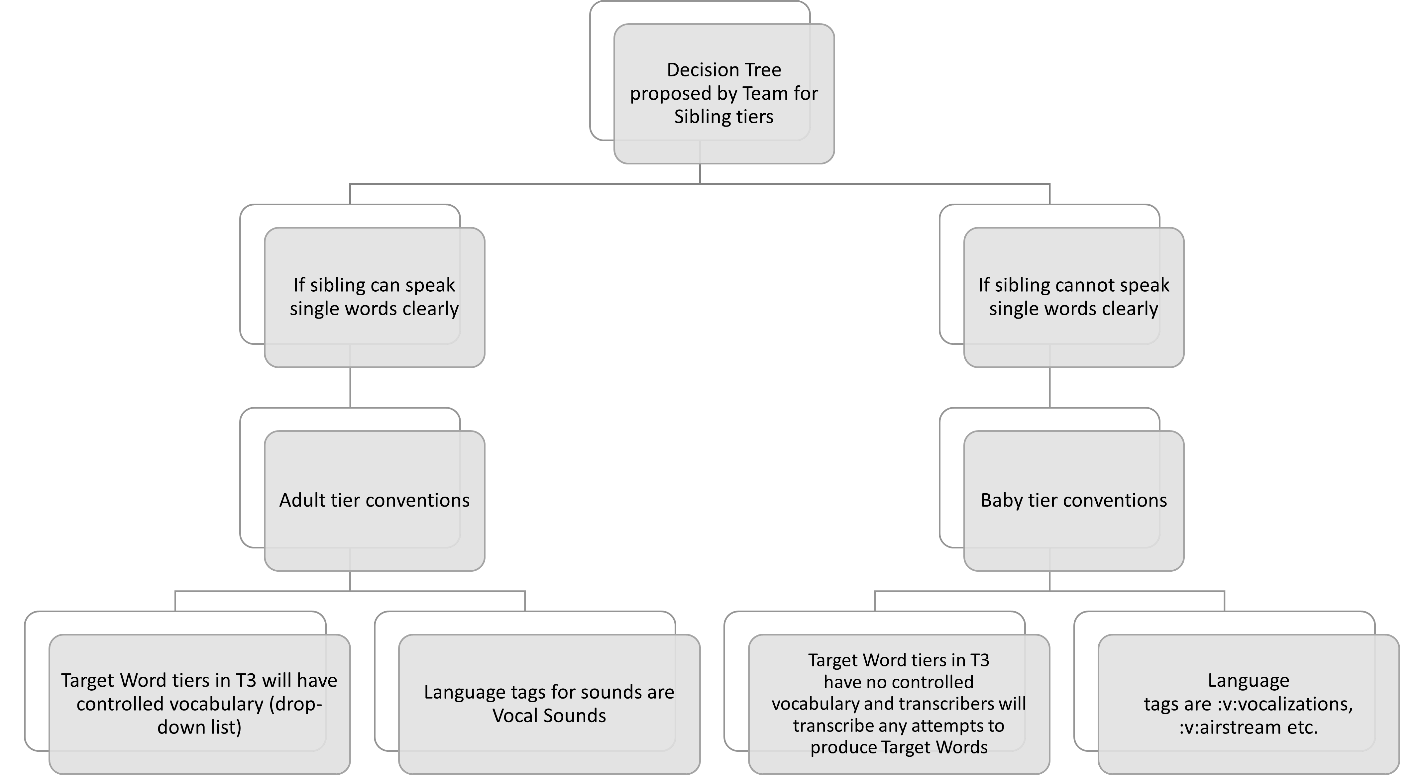 Decision Tree
proposed by Team for
Sibling tiers
If sibling can speak
single words clearly
If sibling cannot speak
single words clearly
Adult tier conventions
Baby tier conventions
Target Word tiers in T3 will have
controlled vocabulary (drop-
down list)
Language tags for sounds are
Vocal Sounds
Target Word tiers in T3
have no controlled
vocabulary and transcribers will
transcribe any attempts to
produce Target Words
Language
tags are :v:vocalizations,
:v:airstream etc.